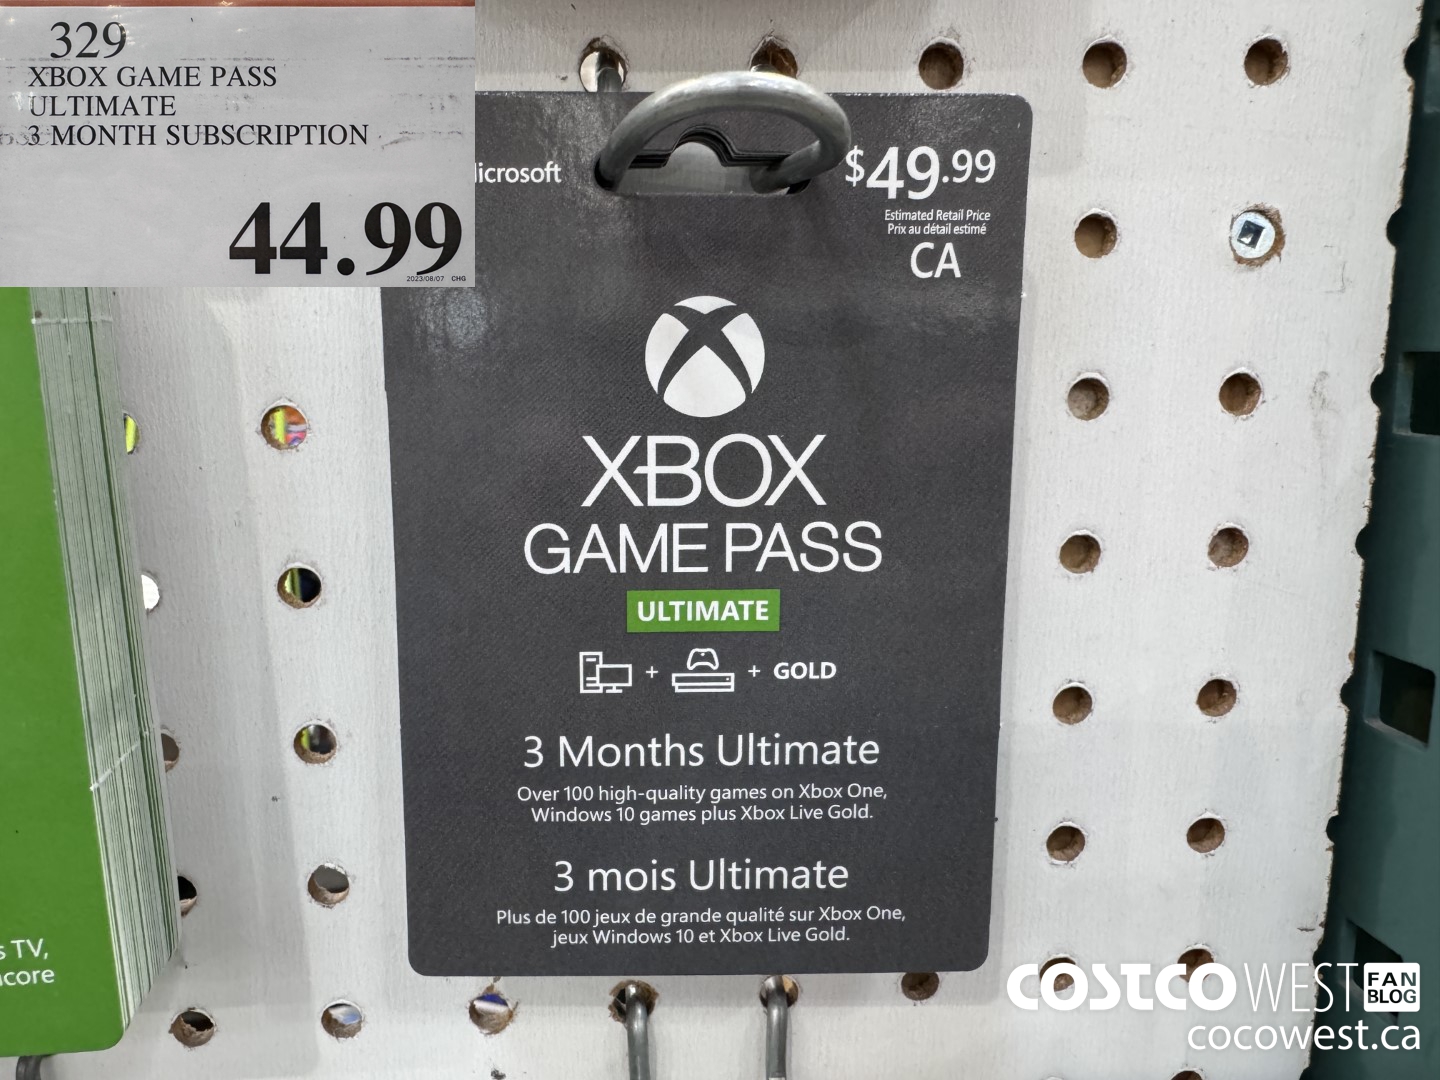 329
XBOX GAME PASS
ULTIMATE
3 MONTH SUBSCRIPTION
44.99
2023/08/07 CHG
$49.99
Estimated Retail Price
Prix au détail estimé
CA
XBOX
GAME PASS
ULTIMATE
+ + GOLD
3 Months Ultimate
Over 100 high-quality games on Xbox One,
Windows 10 games plus Xbox Live Gold.
3 mois Ultimate
Plus de 100 jeux de grande qualité sur Xbox One,
jeux Windows 10 et Xbox Live Gold.
TV,
COSTCO WEST FAN BLOG
cocowest.ca